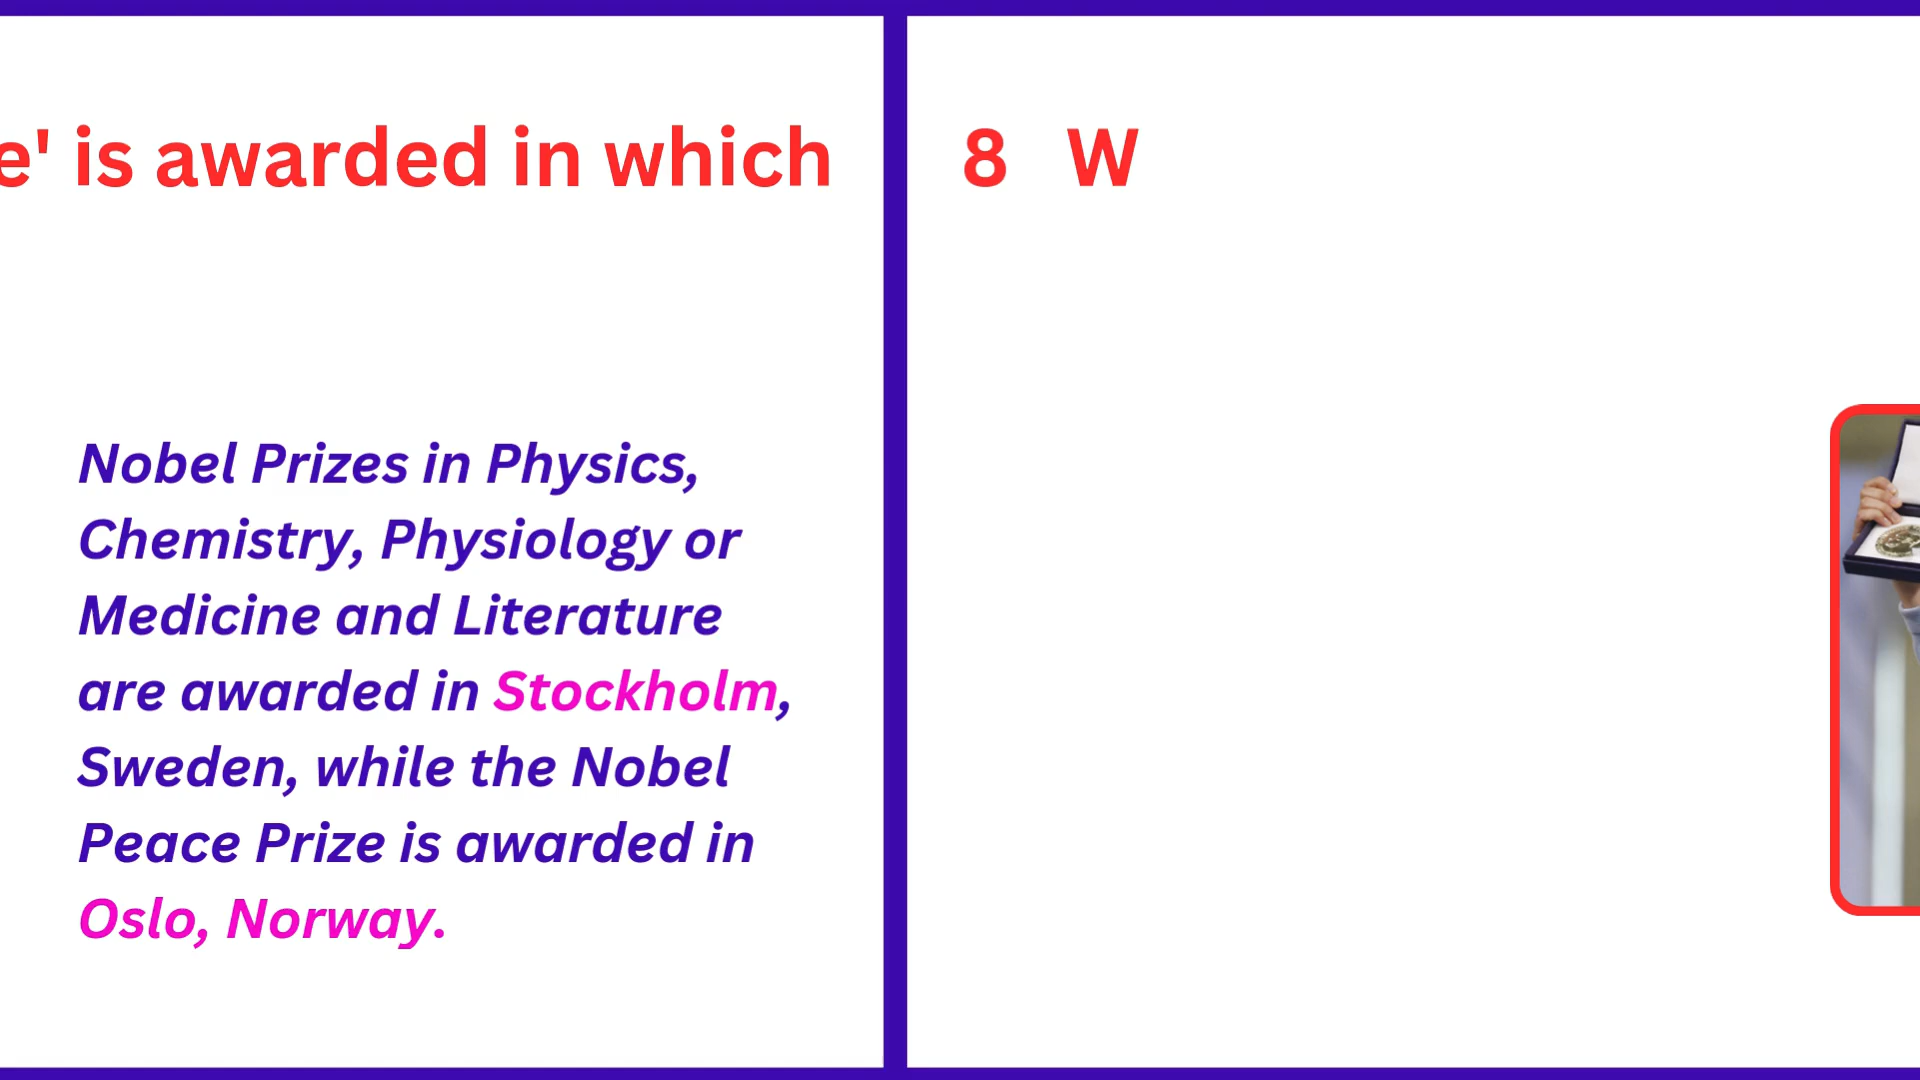 e' is awarded in which
Nobel Prizes in Physics,
Chemistry, Physiology or
Medicine and Literature
are awarded in Stockholm,
Sweden, while the Nobel
Peace Prize is awarded in
Oslo, Norway.
8 W